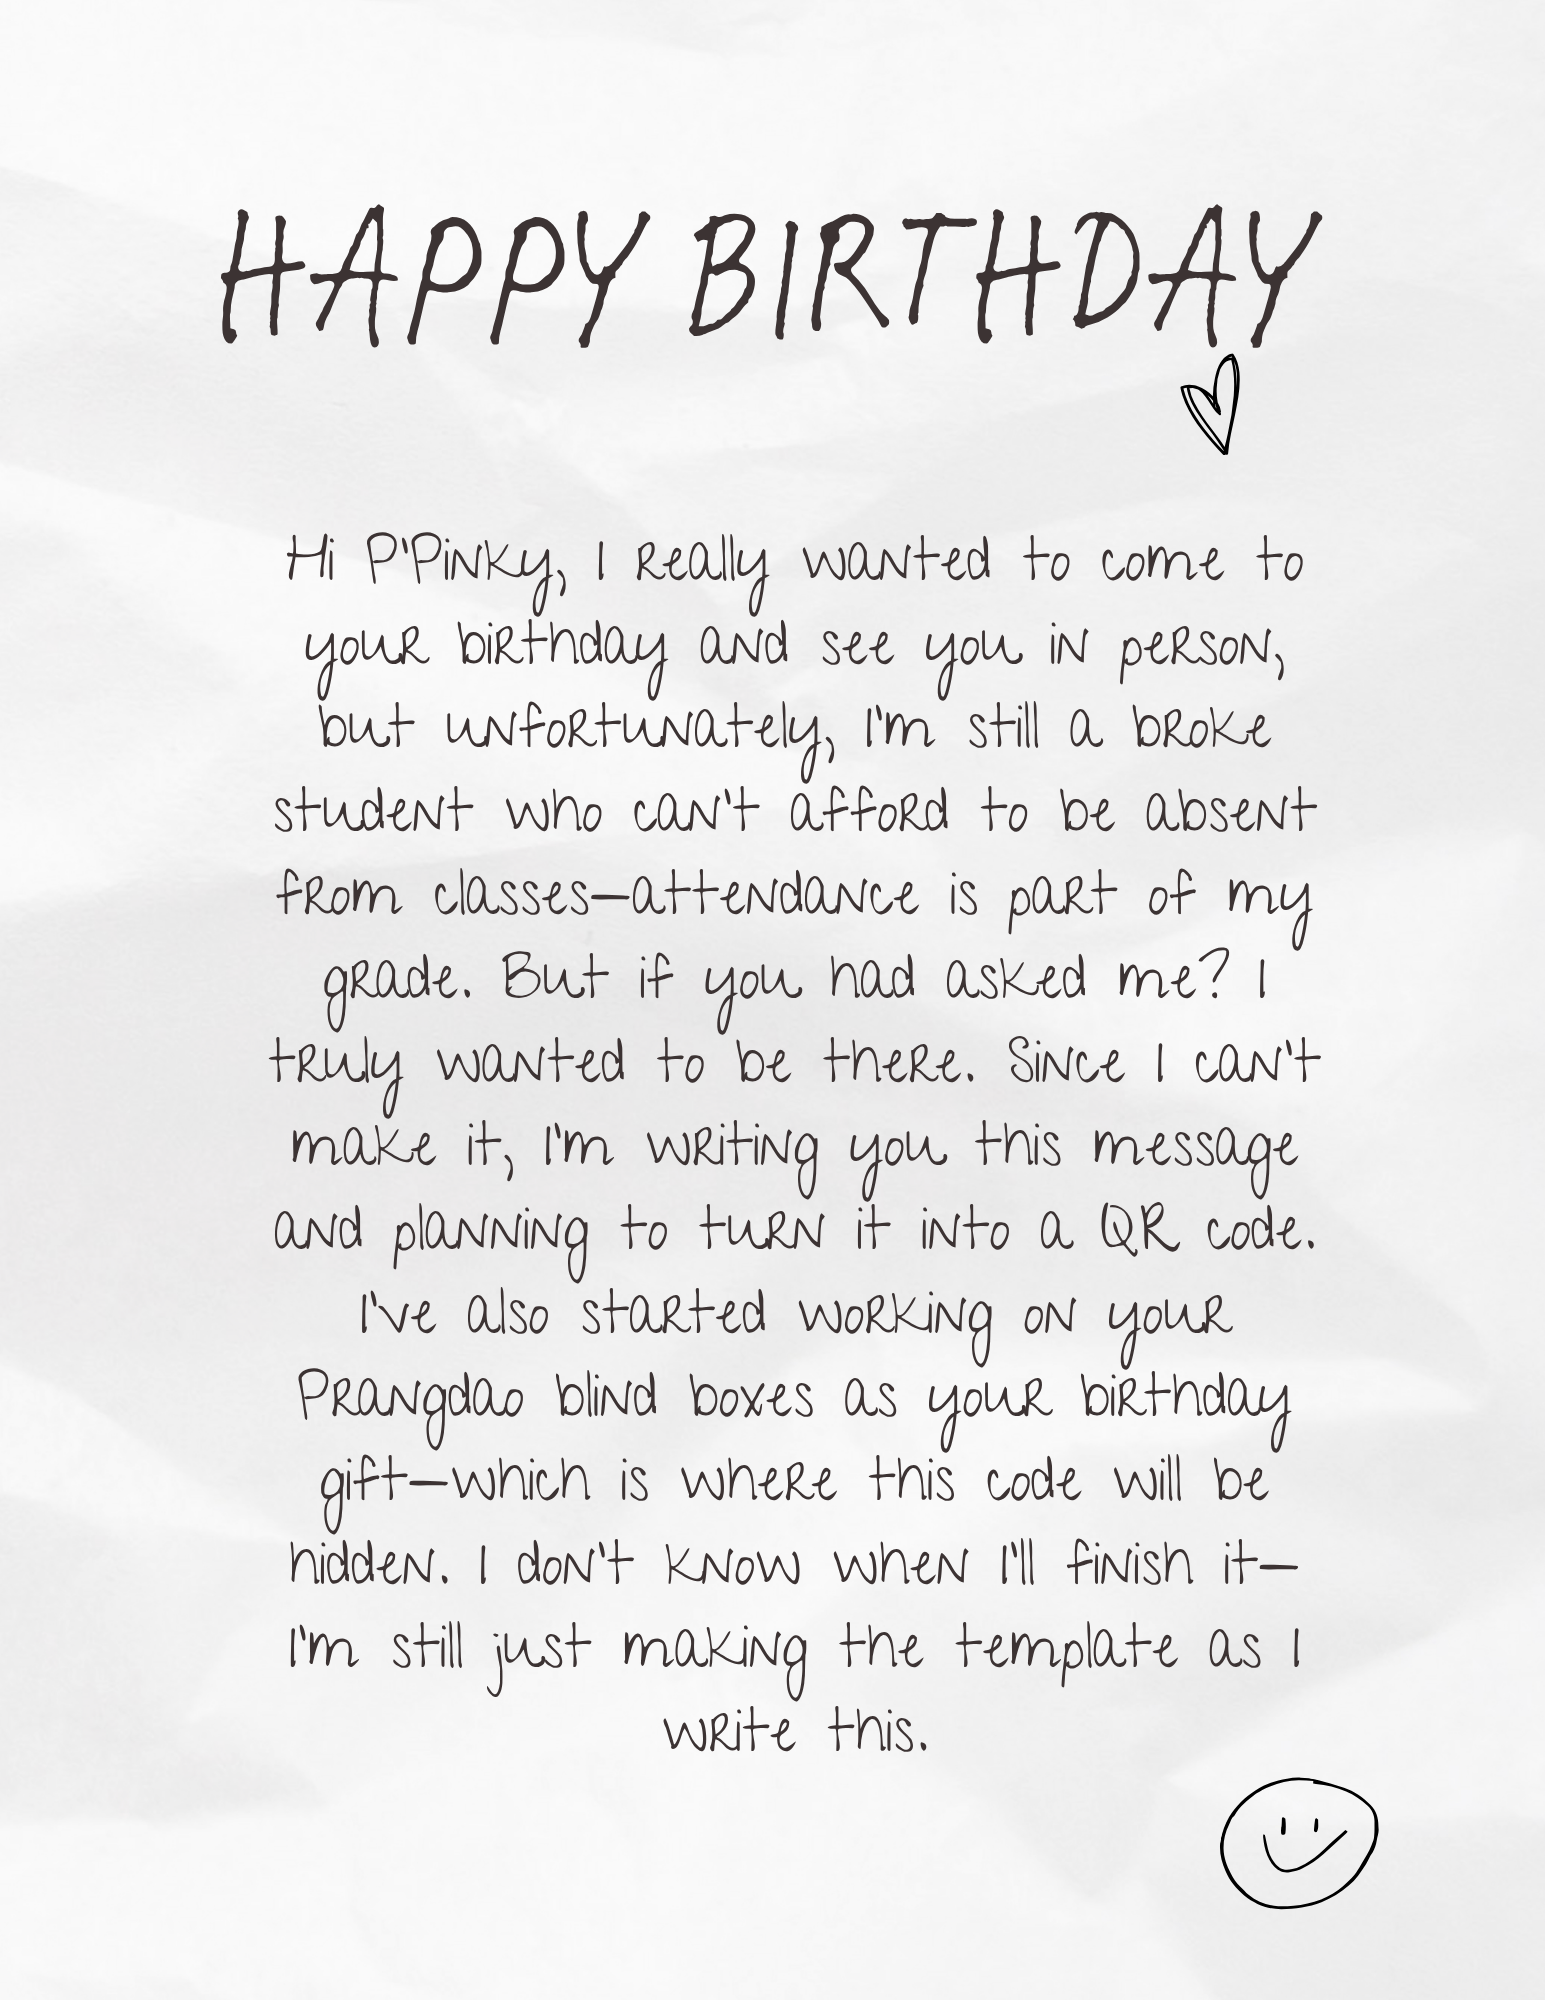 HAPPY BIRTHDAY
Hi P'Pinky, I really wanted to come to
your birthday and see you in person,
but unfortunately, I'm still a broke
student who can't afford to be absent
from classes—attendance is part of my
grade. But if you had asked me? I
truly wanted to be there. Since I can't
make it, I'm writing you this message
and planning to turn it into a QR code.
I've also started working on your
Prangdao blind boxes as your birthday
gift—which is where this code will be
hidden. I don't know when I'll finish it—
I'm still just making the template as I
write this.